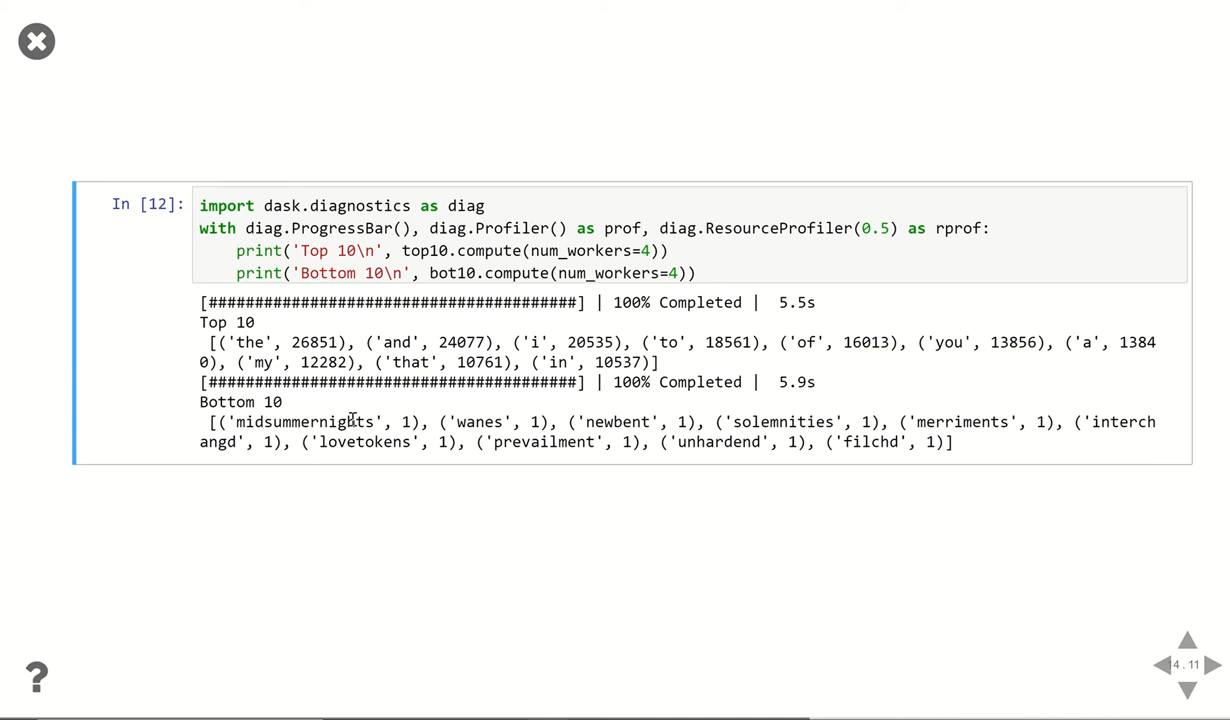 In [12]:
import dask.diagnostics as diag
with diag.ProgressBar(), diag.Profiler() as prof, diag.ResourceProfiler(0.5) as rprof:
    print('Top 10\n', top10.compute(num_workers=4))
    print('Bottom 10\n', bot10.compute(num_workers=4))
[########################################] | 100% Completed |  5.5s
Top 10
 [('the', 26851), ('and', 24077), ('i', 20535), ('to', 18561), ('of', 16013), ('you', 13856), ('a', 1384
0), ('my', 12282), ('that', 10761), ('in', 10537)]
[########################################] | 100% Completed |  5.9s
Bottom 10
 [('midsummernights', 1), ('wanes', 1), ('newbent', 1), ('solemnities', 1), ('merriments', 1), ('interch
angd', 1), ('lovetokens', 1), ('prevailment', 1), ('unhardend', 1), ('filchd', 1)]
?
14.11